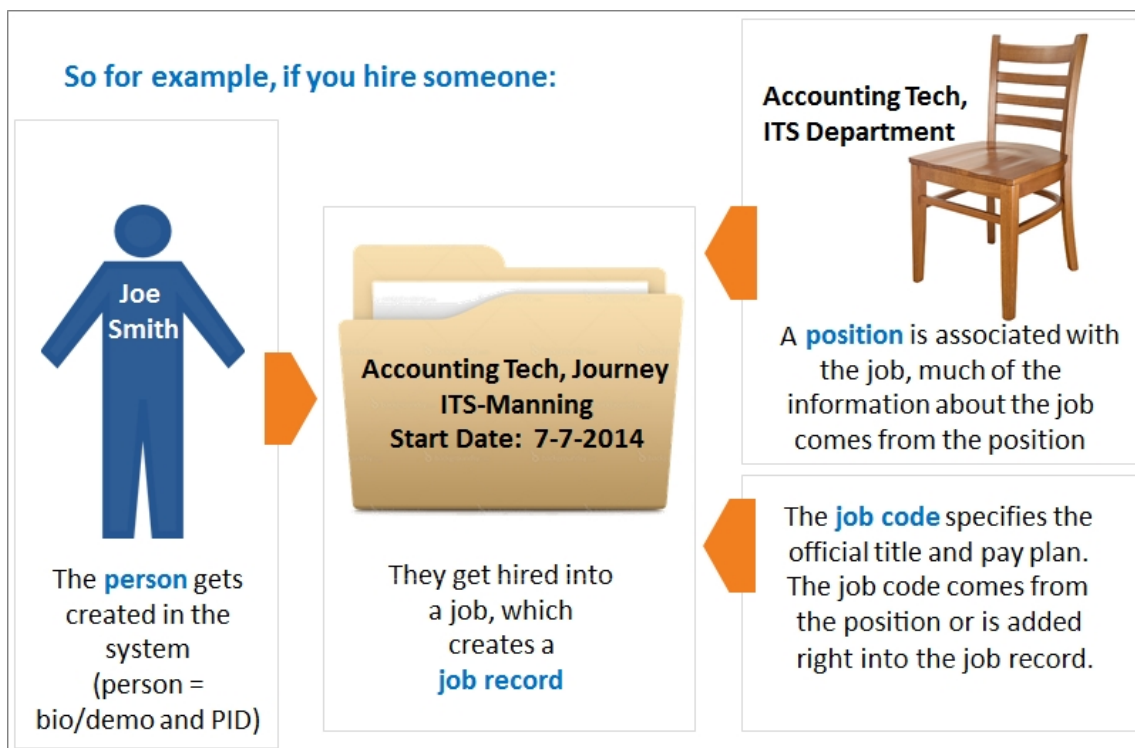 So for example, if you hire someone:
Joe
Smith
The person gets
created in the
system
(person =
bio/demo and PID)
Accounting Tech, Journey
ITS-Manning
Start Date: 7-7-2014
They get hired into
a job, which
creates a
job record
Accounting Tech,
ITS Department
A position is associated with
the job, much of the
information about the job
comes from the position
The job code specifies the
official title and pay plan.
The job code comes from
the position or is added
right into the job record.